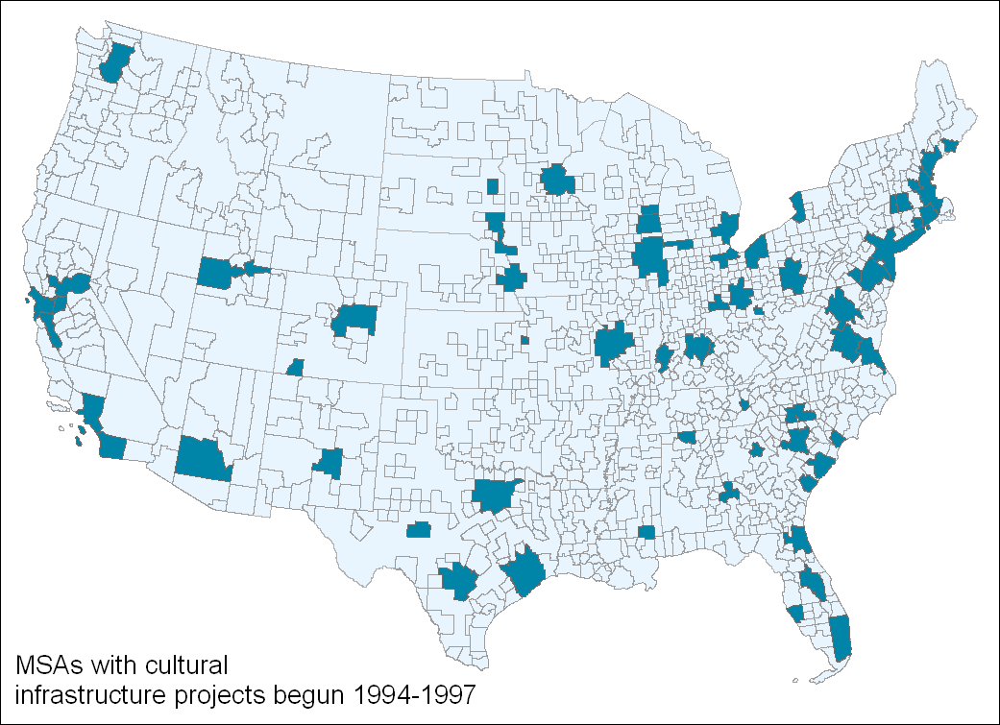 MSAs with cultural
infrastructure projects begun 1994-1997